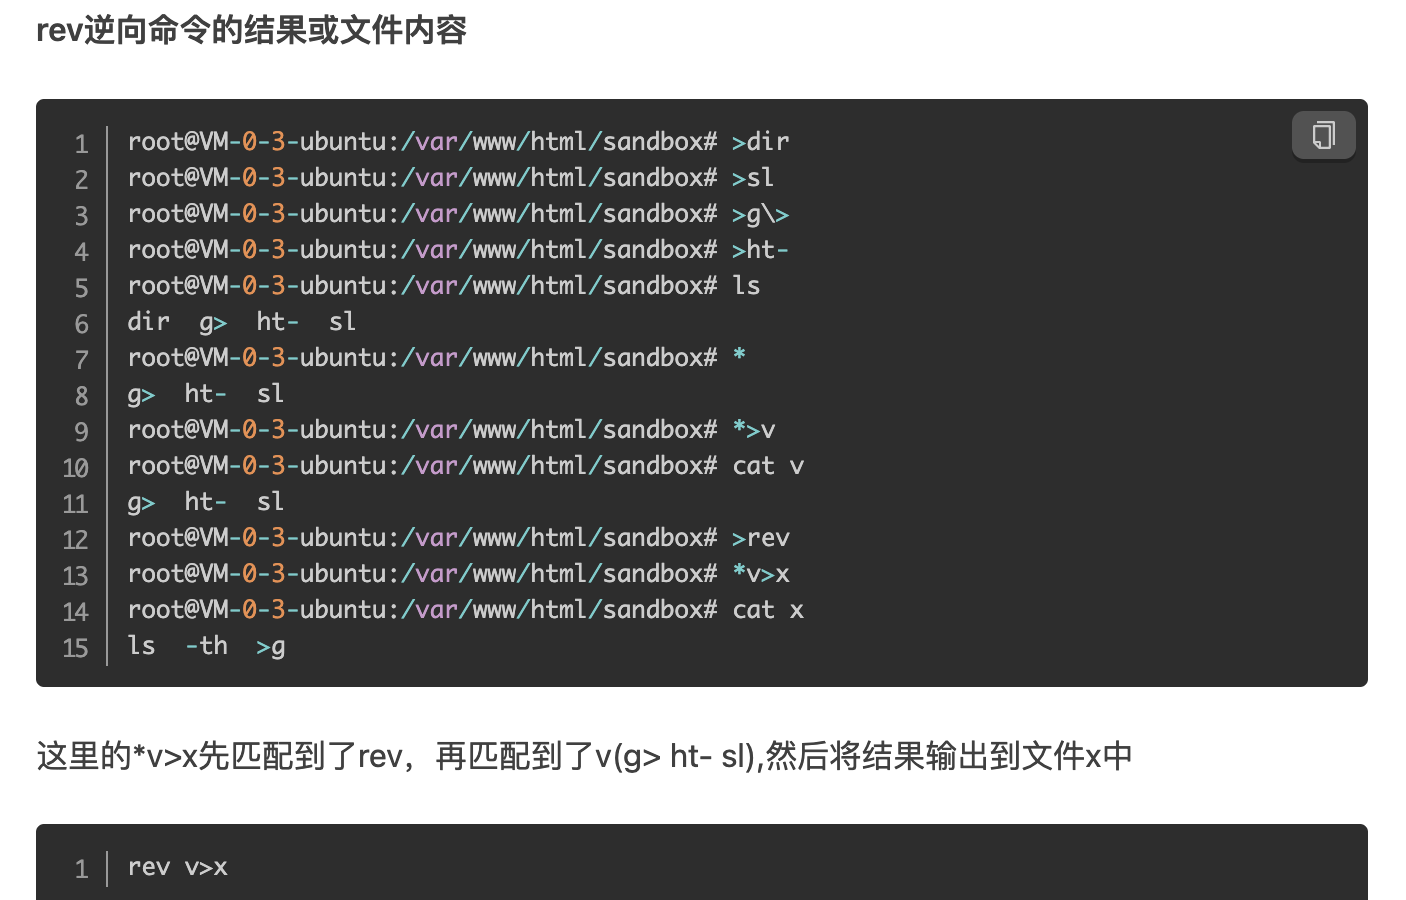 rev逆向命令的结果或文件内容
1 root@VM-0-3-ubuntu:/var/www/html/sandbox# >dir
2 root@VM-0-3-ubuntu:/var/www/html/sandbox# >sl
3 root@VM-0-3-ubuntu:/var/www/html/sandbox# >g\>
4 root@VM-0-3-ubuntu:/var/www/html/sandbox# >ht-
5 root@VM-0-3-ubuntu:/var/www/html/sandbox# ls
6 dir  g>  ht-  sl
7 root@VM-0-3-ubuntu:/var/www/html/sandbox# *
8 g>  ht-  sl
9 root@VM-0-3-ubuntu:/var/www/html/sandbox# *>v
10 root@VM-0-3-ubuntu:/var/www/html/sandbox# cat v
11 g>  ht-  sl
12 root@VM-0-3-ubuntu:/var/www/html/sandbox# >rev
13 root@VM-0-3-ubuntu:/var/www/html/sandbox# *v>x
14 root@VM-0-3-ubuntu:/var/www/html/sandbox# cat x
15 ls  -th  >g
这里的*v>x先匹配到了rev，再匹配到了v(g> ht- sl),然后将结果输出到文件x中
1 rev v>x